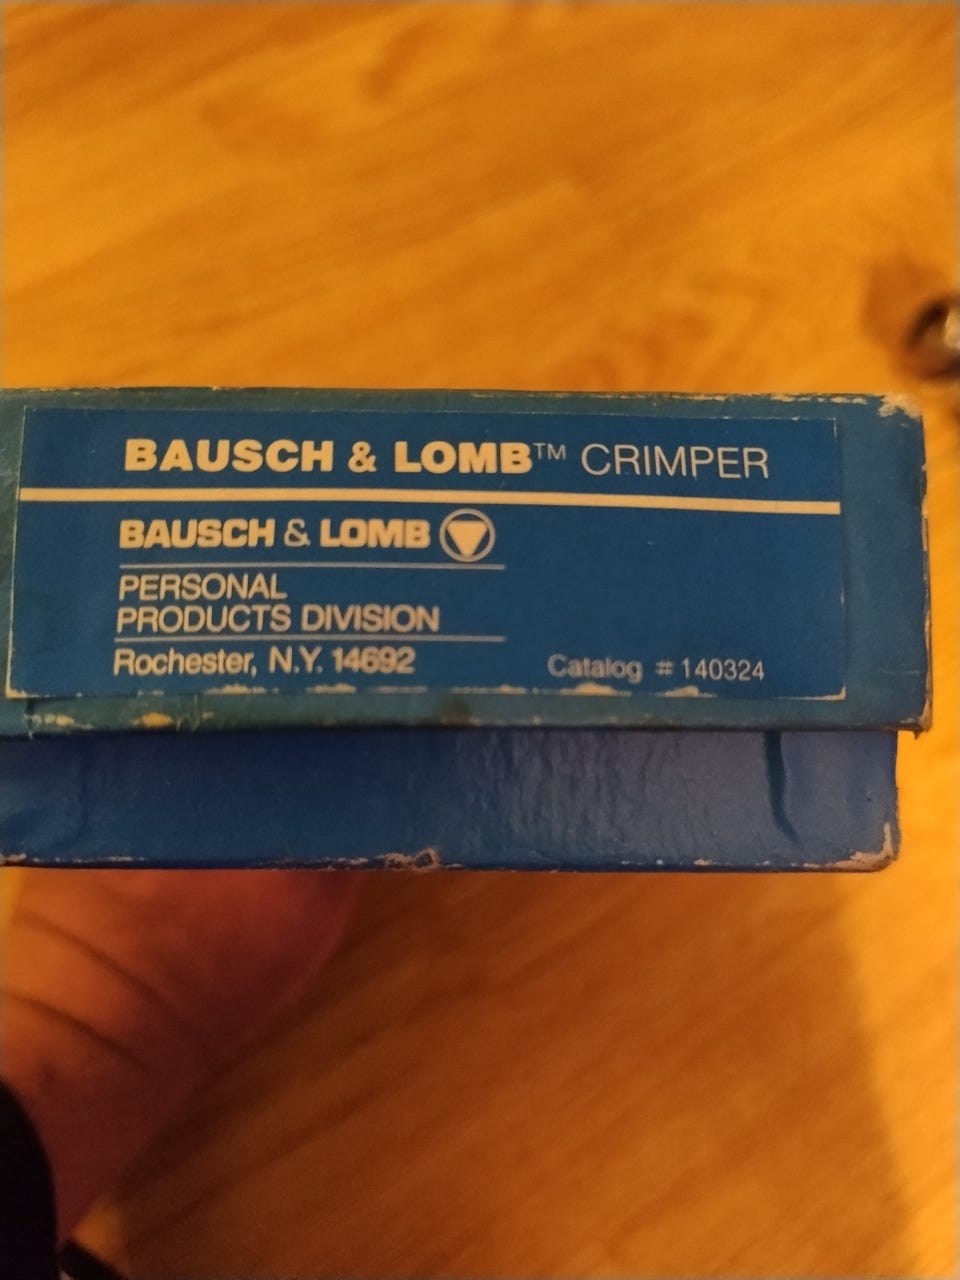 BAUSCH & LOMB™ CRIMPER
BAUSCH & LOMB
PERSONAL
PRODUCTS DIVISION
Rochester, N.Y. 14692
Catalog # 140324